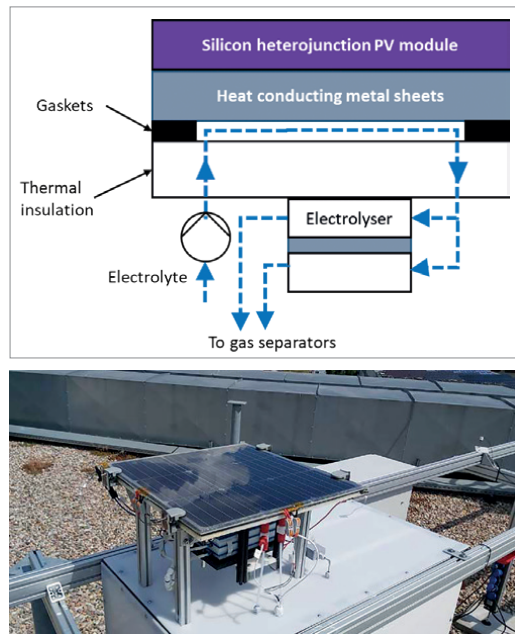 Silicon heterojunction PV module
Heat conducting metal sheets
Gaskets
Thermal
insulation
Electrolyser
Electrolyte
To gas separators